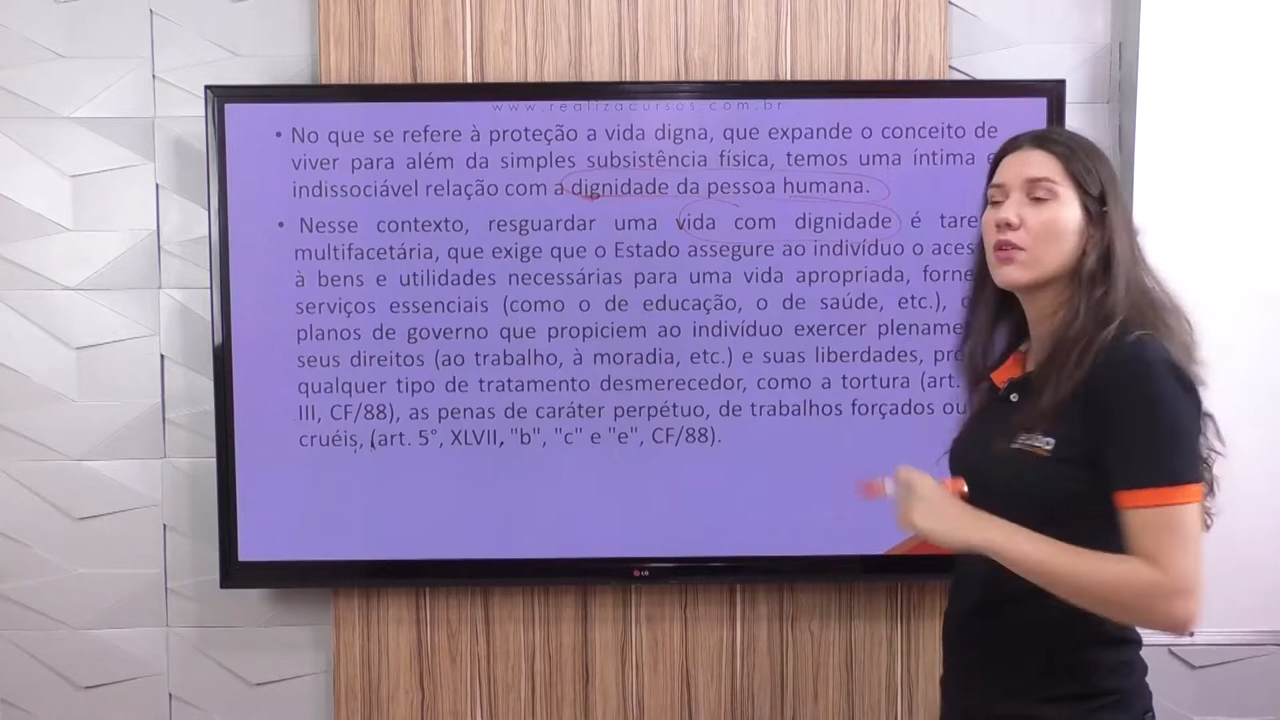 www.realizacursos.com.br
• No que se refere à proteção a vida digna, que expande o conceito de
viver para além da simples subsistência física, temos uma íntima
indissociável relação com a dignidade da pessoa humana.
• Nesse contexto, resguardar uma vida com dignidade é
multifacetária, que exige que o Estado assegure ao indivíduo o
à bens e utilidades necessárias para uma vida apropriada,
serviços essenciais (como o de educação, o de saúde, etc.),
planos de governo que propiciem ao indivíduo exercer
seus direitos (ao trabalho, à moradia, etc.) e suas liberdades,
qualquer tipo de tratamento desmerecedor, como a tortura (art.
III, CF/88), as penas de caráter perpétuo, de trabalhos forçados ou
cruéis, (art. 5°, XLVII, "b", "c" e "e", CF/88).
LG